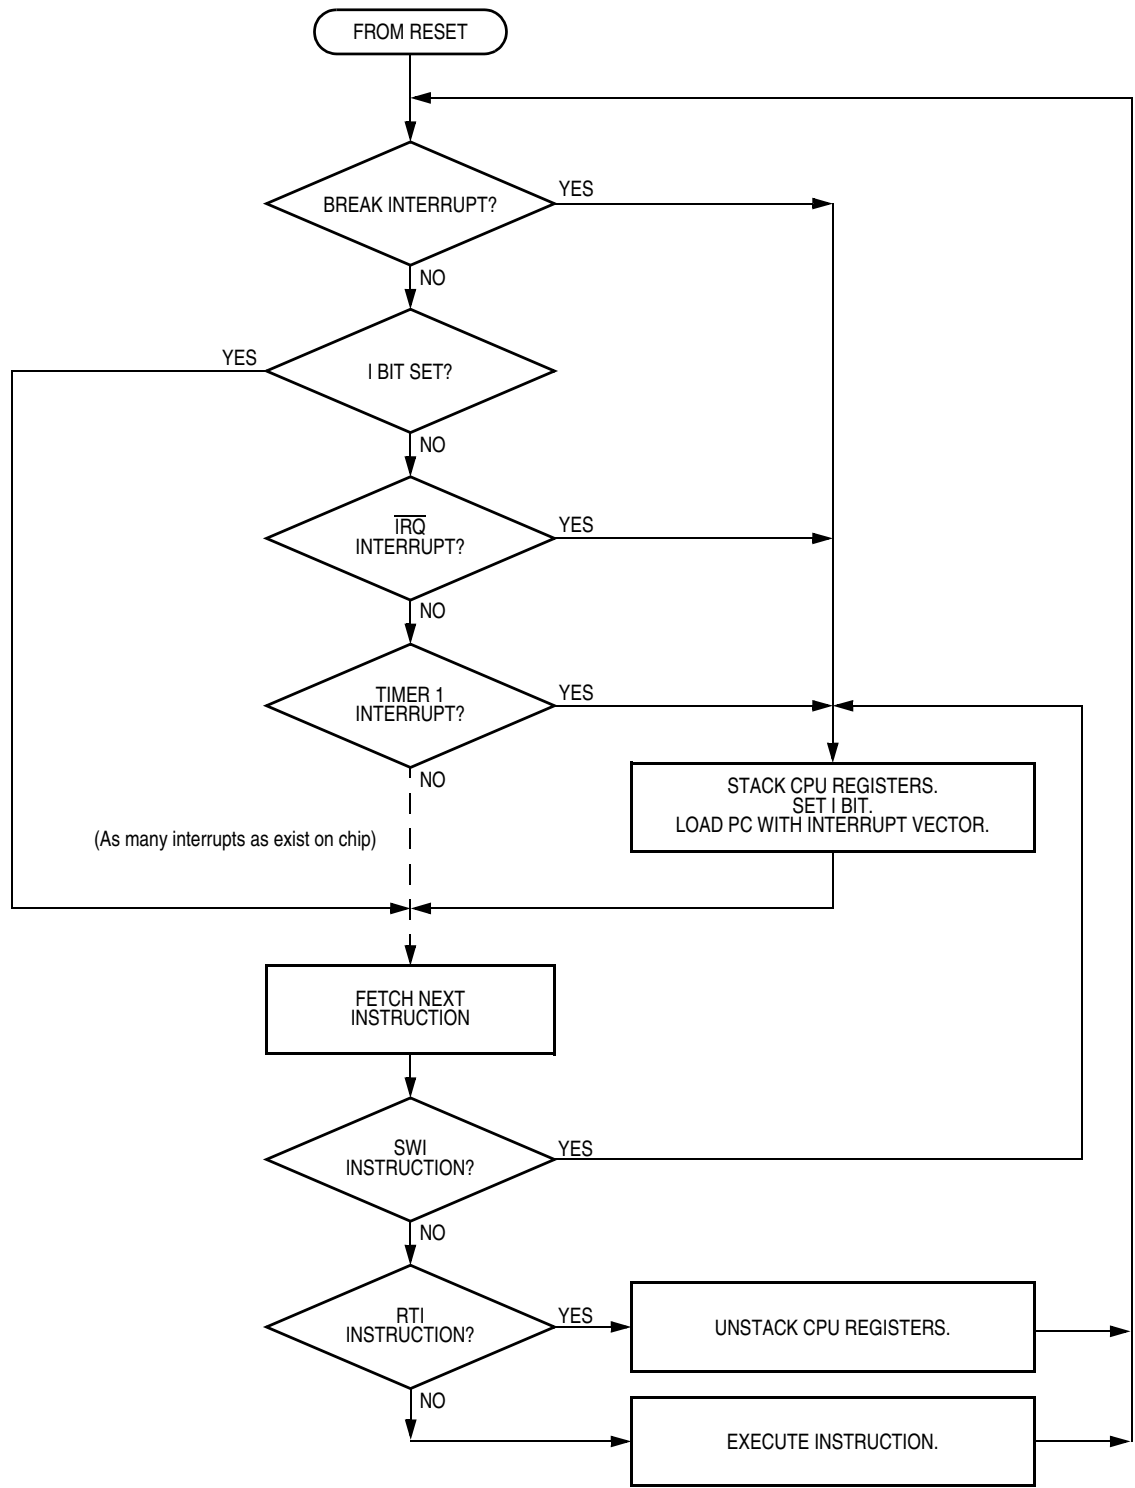 FROM RESET
BREAK INTERRUPT?
YES
NO
YES
I BIT SET?
NO
IRQ
INTERRUPT?
YES
NO
TIMER 1
INTERRUPT?
YES
NO
STACK CPU REGISTERS.
SET I BIT.
LOAD PC WITH INTERRUPT VECTOR.
(As many interrupts as exist on chip)
FETCH NEXT
INSTRUCTION
SWI
INSTRUCTION?
YES
NO
RTI
INSTRUCTION?
YES
UNSTACK CPU REGISTERS.
NO
EXECUTE INSTRUCTION.